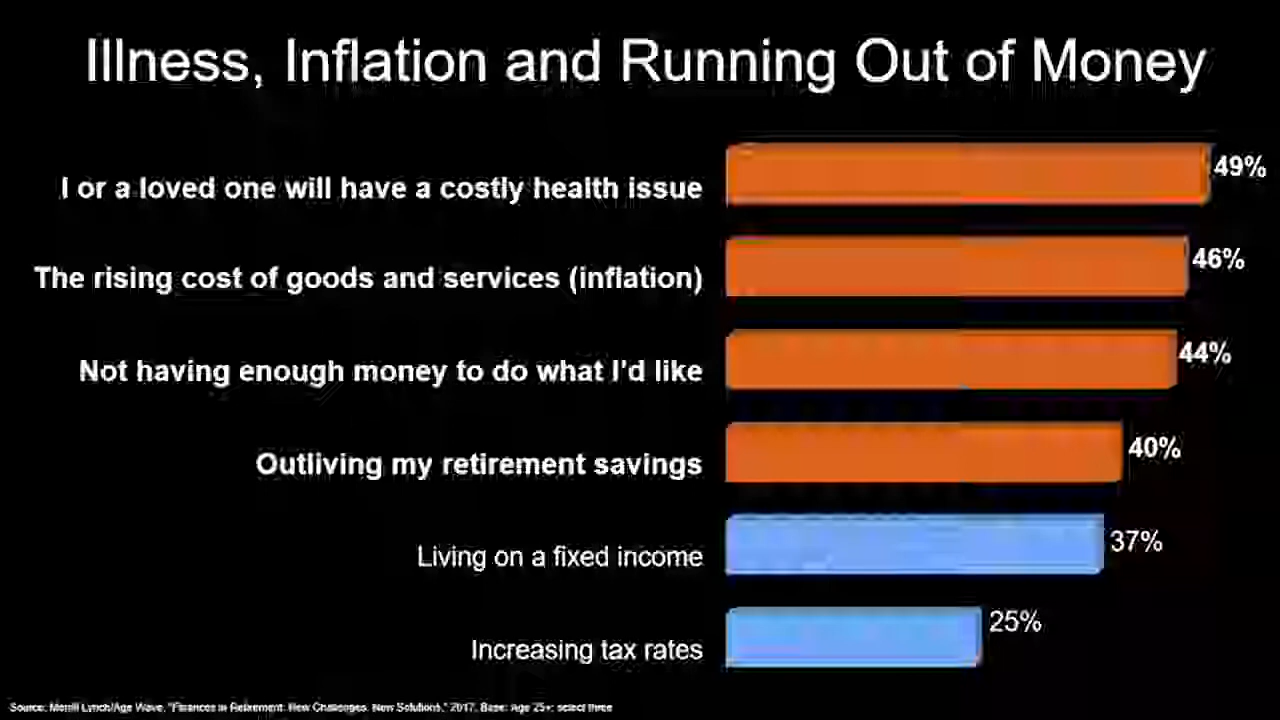 Illness, Inflation and Running Out of Money
I or a loved one will have a costly health issue 49%
The rising cost of goods and services (inflation) 46%
Not having enough money to do what I'd like 44%
Outliving my retirement savings 40%
Living on a fixed income 37%
Increasing tax rates 25%
Source: Merrill Lynch/Age Wave, "Finances in Retirement: New Challenges, New Solutions," 2017, Base: Age 25+; select three